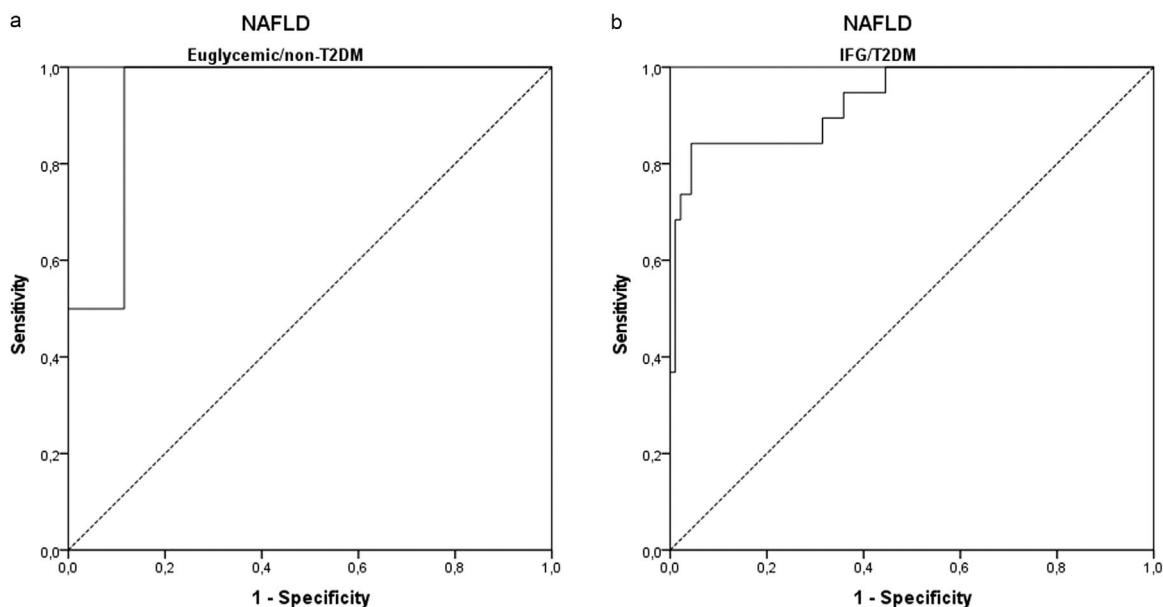 a
NAFLD
Euglycemic/non-T2DM
1,0
0,8
0,6
0,4
0,2
0,0
Sensitivity
0,0 0,2 0,4 0,6 0,8 1,0
1 - Specificity
b
NAFLD
IFG/T2DM
1,0
0,8
0,6
0,4
0,2
0,0
Sensitivity
0,0 0,2 0,4 0,6 0,8 1,0
1 - Specificity